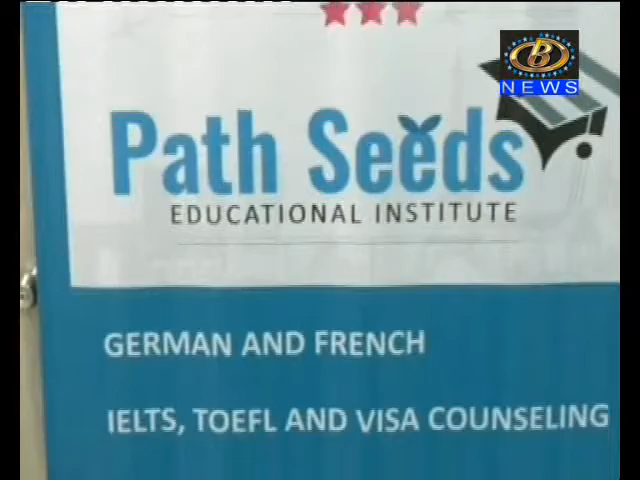 B
NEWS
Path Seeds
EDUCATIONAL INSTITUTE
GERMAN AND FRENCH
IELTS, TOEFL AND VISA COUNSELING